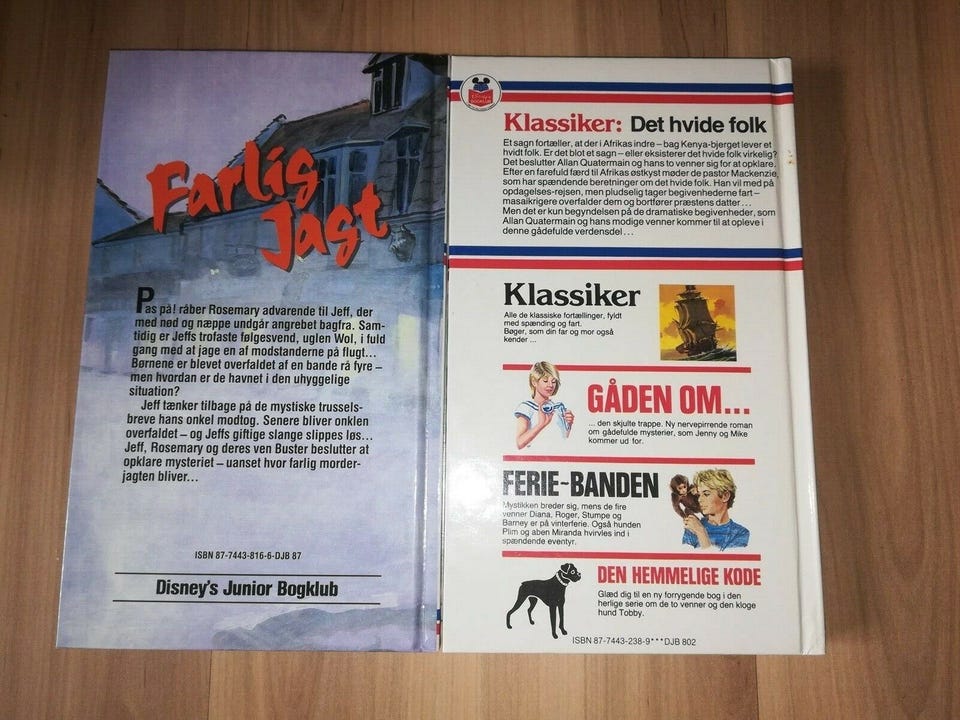 Farlig
Jagt
Pas på! råber Rosemary advarende til Jeff, der
med nød og næppe undgår angrebet bagfra. Sam-
tidig er Jeffs trofaste følgesvend, uglen Wol, i fuld
gang med at jage en af modstanderne på flugt...
Børnene er blevet overfaldet af en bande rå fyre –
men hvordan er de havnet i den uhyggelige
situation?
Jeff tænker tilbage på de mystiske trussels-
breve hans onkel modtog. Senere bliver onklen
overfaldet – og Jeffs giftige slange slippes løs...
Jeff, Rosemary og deres ven Buster beslutter at
opklare mysteriet – uanset hvor farlig morder-
jagten bliver...
ISBN 87-7443-816-6-DJB 87
Disney's Junior Bogklub
Klassiker: Det hvide folk
Et sagn fortæller, at der i Afrikas indre – bag Kenya-bjerget lever et
hvidt folk. Er det blot et sagn – eller eksisterer det hvide folk virkelig?
Det beslutter Allan Quatermain og hans to venner sig for at opklare.
Efter en farefuld færd til Afrikas østkyst møder de pastor Mackenzie,
som har spændende beretninger om det hvide folk. Han vil med på
opdagelses-rejsen, men pludselig tager begivenhederne fart –
masaikrigere overfalder dem og bortfører præstens datter...
Men det er kun begyndelsen på de dramatiske begivenheder, som
Allan Quatermain og hans modige venner kommer til at opleve i
denne gådefulde verdensdel...
Klassiker
Alle de klassiske fortællinger, fyldt
med spænding og fart.
Bøger, som din far og mor også
kender ...
GÅDEN OM...
... den skjulte trappe. Ny nervepirrende roman
om gådefulde mysterier, som Jenny og Mike
kommer ud for.
FERIE-BANDEN
Mystikken breder sig, mens de fire
venner Diana, Roger, Stumpe og
Barney er på vinterferie. Også hunden
Plim og aben Miranda hvirvles ind i
spændende eventyr.
DEN HEMMELIGE KODE
Glæd dig til en ny forrygende bog i den
herlige serie om de to venner og den kloge
hund Tobby.
ISBN 87-7443-238-9***DJB 802